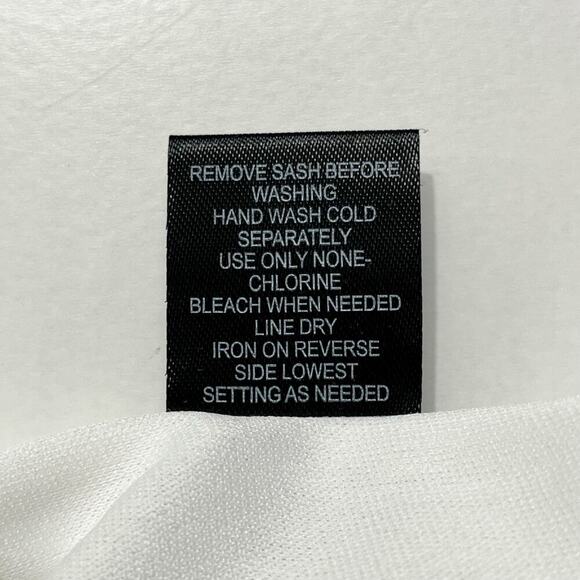 REMOVE SASH BEFORE
WASHING
HAND WASH COLD
SEPARATELY
USE ONLY NONE-
CHLORINE
BLEACH WHEN NEEDED
LINE DRY
IRON ON REVERSE
SIDE LOWEST
SETTING AS NEEDED